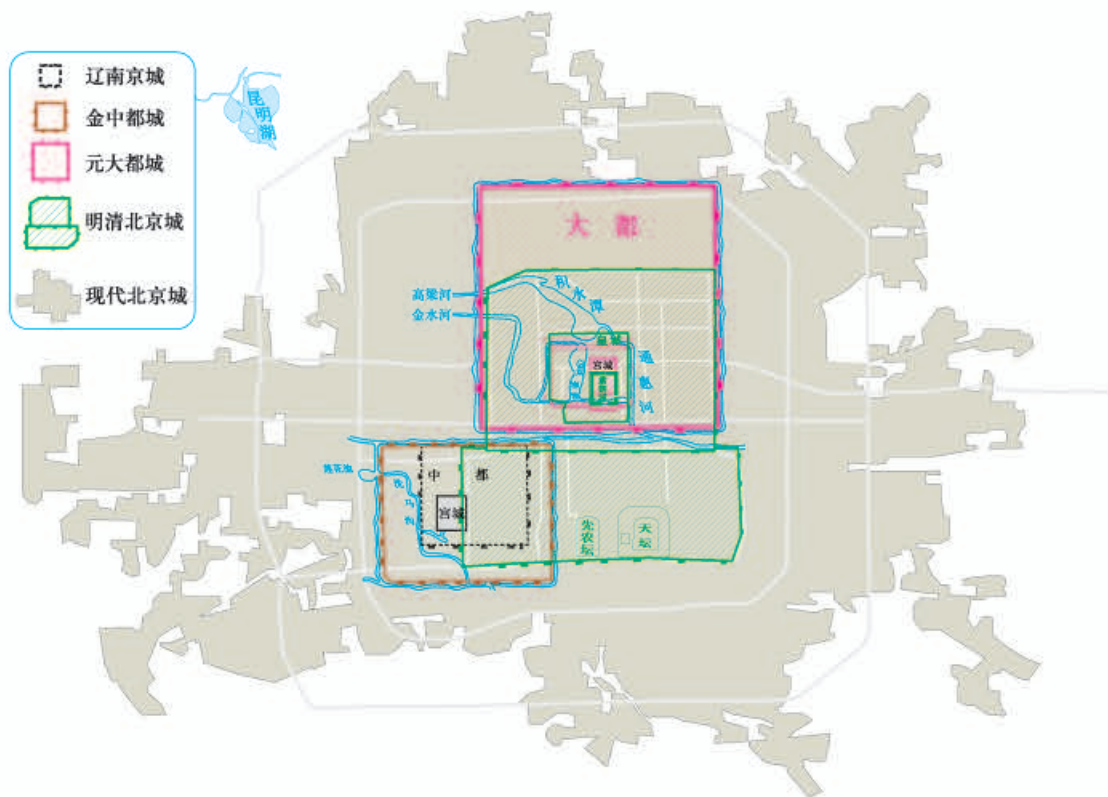 辽南京城
金中都城
元大都城
明清北京城
现代北京城
昆明湖
大都
高梁河
金水河
积水潭
皇城
宫城
通惠河
莲花池
洗马沟
中都
宫城
先农坛
天坛